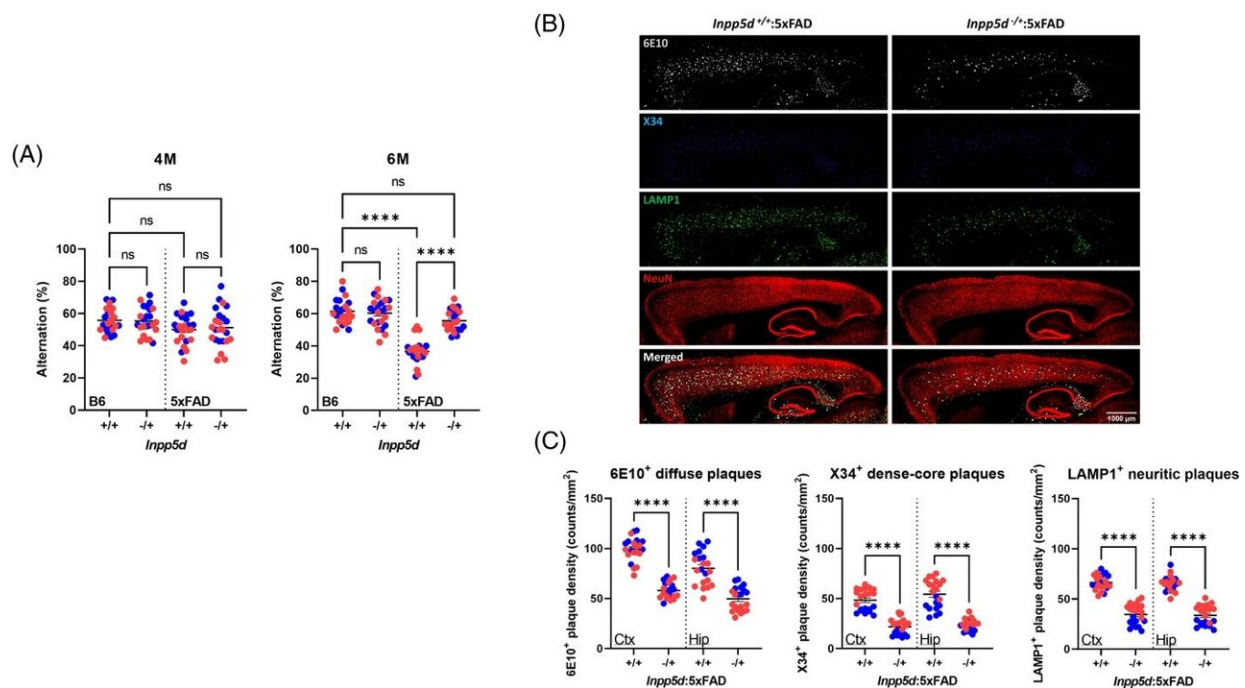 (A)
4M
ns
ns
ns
ns
Alternation (%)
100
80
60
40
20
0
B6
5xFAD
+/+
-/+
+/+
-/+
Inpp5d
6M
ns
****
ns
****
Alternation (%)
100
80
60
40
20
0
B6
5xFAD
+/+
-/+
+/+
-/+
Inpp5d
(B)
Inpp5d+/+:5xFAD
Inpp5d-/+:5xFAD
6E10
X34
LAMP1
NeuN
Merged
1000 μm
(C)
6E10+ diffuse plaques
6E10+ plaque density (counts/mm2)
150
100
50
0
****
****
Ctx
Hip
+/+
-/+
+/+
-/+
Inpp5d:5xFAD
X34+ dense-core plaques
X34+ plaque density (counts/mm2)
150
100
50
0
****
****
Ctx
Hip
+/+
-/+
+/+
-/+
Inpp5d:5xFAD
LAMP1+ neuritic plaques
LAMP1+ plaque density (counts/mm2)
150
100
50
0
****
****
Ctx
Hip
+/+
-/+
+/+
-/+
Inpp5d:5xFAD